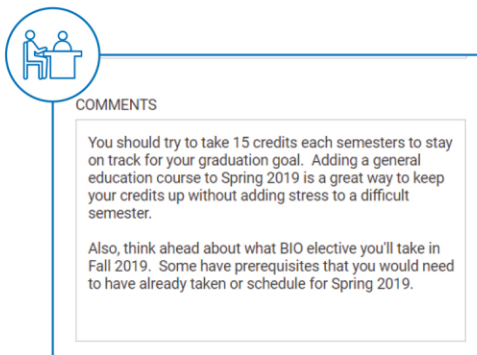 COMMENTS
You should try to take 15 credits each semesters to stay
on track for your graduation goal.  Adding a general
education course to Spring 2019 is a great way to keep
your credits up without adding stress to a difficult
semester.
Also, think ahead about what BIO elective you'll take in
Fall 2019.  Some have prerequisites that you would need
to have already taken or schedule for Spring 2019.